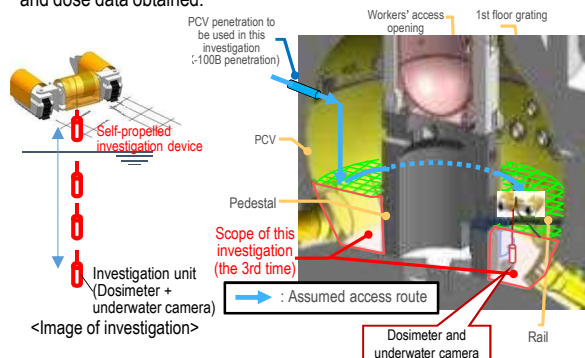 and dose data obtained.
PCV penetration to
be used in this
investigation
(X-100B penetration)
Workers' access
opening
1st floor grating
Self-propelled
investigation device
PCV
Pedestal
Scope of this
investigation
(the 3rd time)
Investigation unit
(Dosimeter +
underwater camera)
<Image of investigation>
: Assumed access route
Dosimeter and
underwater camera
Rail